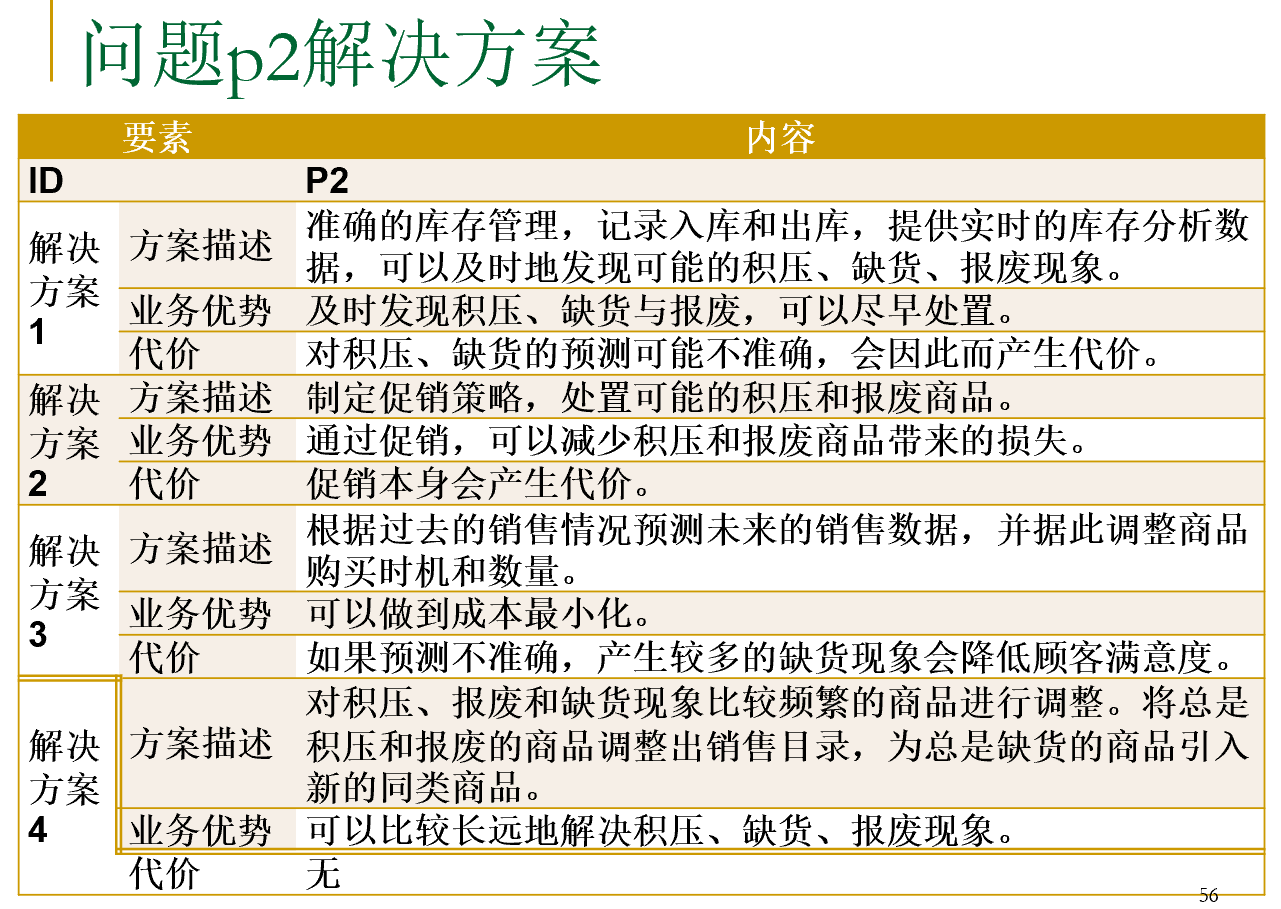 问题p2解决方案
要素 内容
ID P2
解决方案1
方案描述
准确的库存管理，记录入库和出库，提供实时的库存分析数
据，可以及时地发现可能的积压、缺货、报废现象。
业务优势 及时发现积压、缺货与报废，可以尽早处置。
代价 对积压、缺货的预测可能不准确，会因此而产生代价。
解决方案2
方案描述 制定促销策略，处置可能的积压和报废商品。
业务优势 通过促销，可以减少积压和报废商品带来的损失。
代价 促销本身会产生代价。
解决方案3
方案描述
根据过去的销售情况预测未来的销售数据，并据此调整商品
购买时机和数量。
业务优势 可以做到成本最小化。
代价 如果预测不准确，产生较多的缺货现象会降低顾客满意度。
解决方案4
方案描述
对积压、报废和缺货现象比较频繁的商品进行调整。将总是
积压和报废的商品调整出销售目录，为总是缺货的商品引入
新的同类商品。
业务优势 可以比较长远地解决积压、缺货、报废现象。
代价 无
56